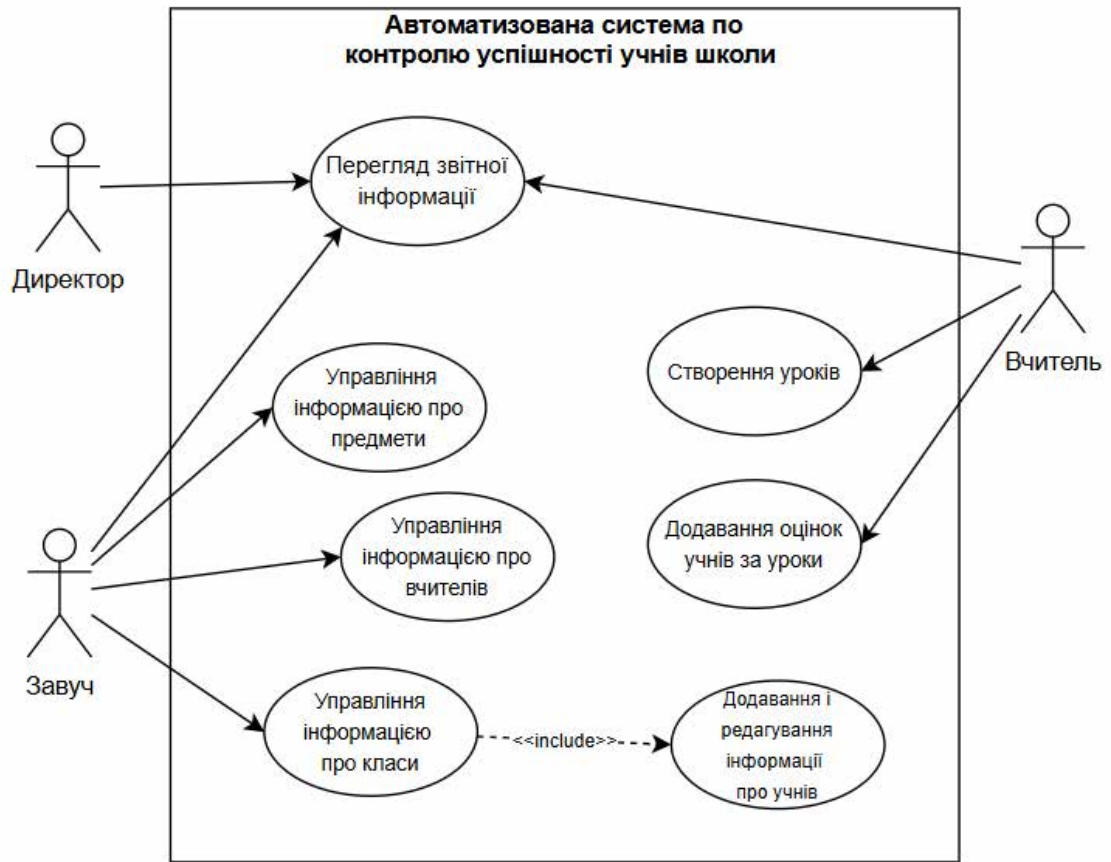 Автоматизована система по
контролю успішності учнів школи
Перегляд звітної
інформації
Директор
Створення уроків
Вчитель
Управління
інформацією про
предмети
Управління
інформацією про
вчителів
Додавання оцінок
учнів за уроки
Завуч
Управління
інформацією
про класи
<<include>>
Додавання і
редагування
інформації
про учнів